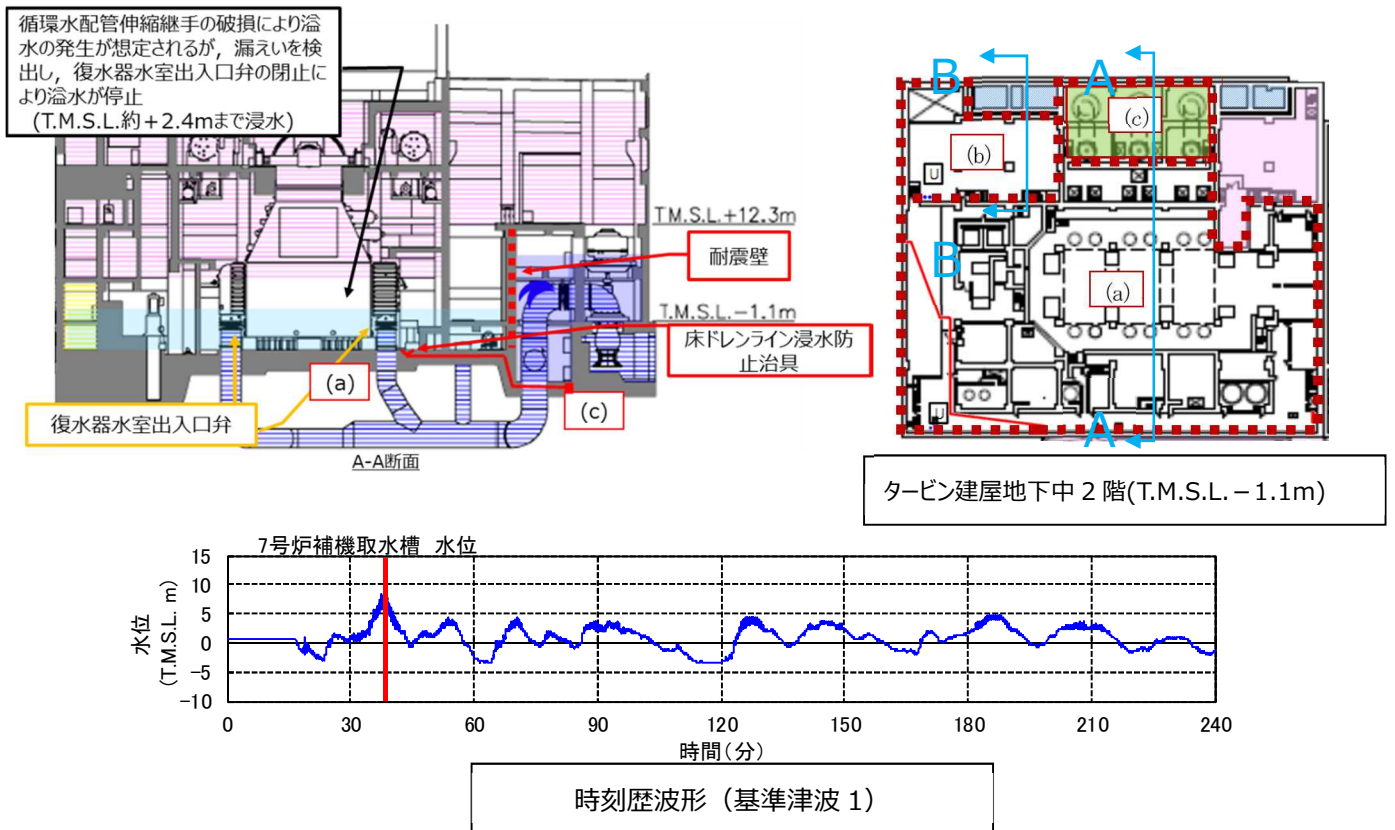 循環水配管伸縮継手の破損により溢
水の発生が想定されるが，漏えいを検
出し，復水器水室出入口弁の閉止に
より溢水が停止
(T.M.S.L.約＋2.4mまで浸水)
T.M.S.L.+12.3m
耐震壁
T.M.S.L.−1.1m
床ドレンライン浸水防
止治具
(a)
(c)
復水器水室出入口弁
A-A断面
B
A
(c)
(b)
U
B
(a)
U
A
タービン建屋地下中２階(T.M.S.L.－1.1m)
7号炉補機取水槽 水位
水位
(T.M.S.L. m)
15
10
5
0
−5
−10
0
30
60
90
120
150
180
210
240
時間(分)
時刻歴波形（基準津波 1）